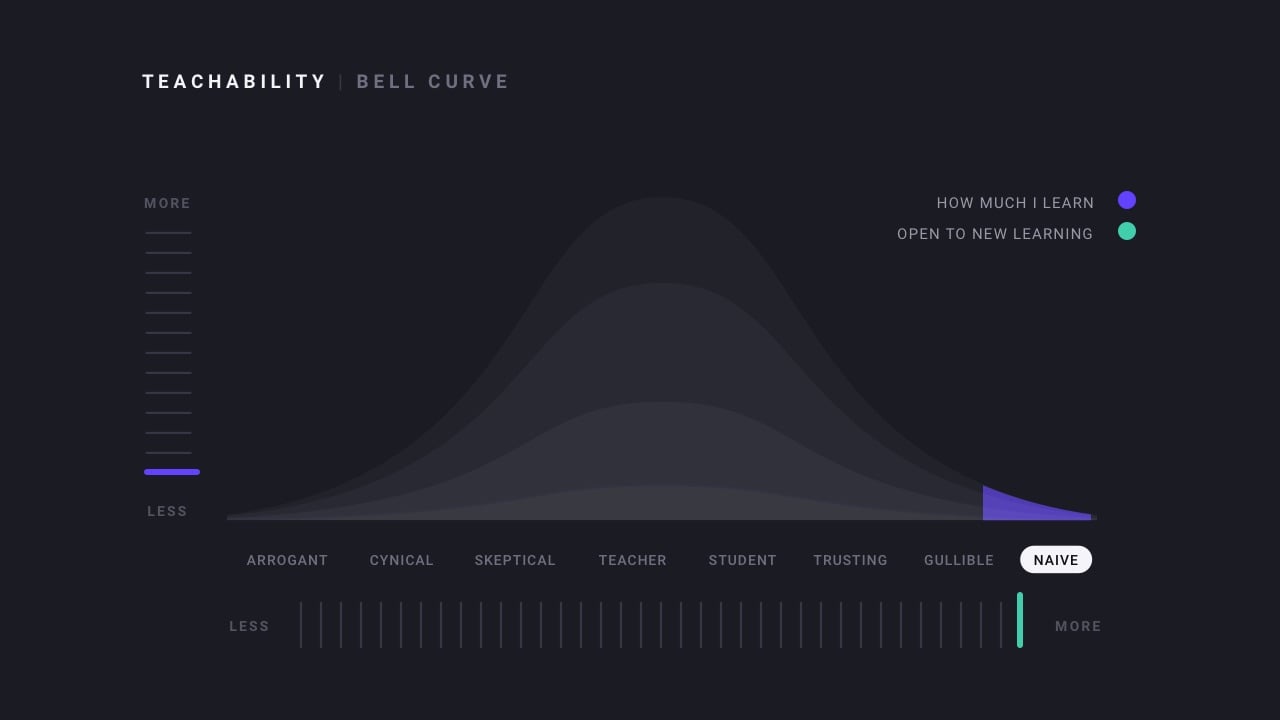 TEACHABILITY | BELL CURVE
MORE
HOW MUCH I LEARN
OPEN TO NEW LEARNING
LESS
ARROGANT CYNICAL SKEPTICAL TEACHER STUDENT TRUSTING GULLIBLE NAIVE
LESS MORE